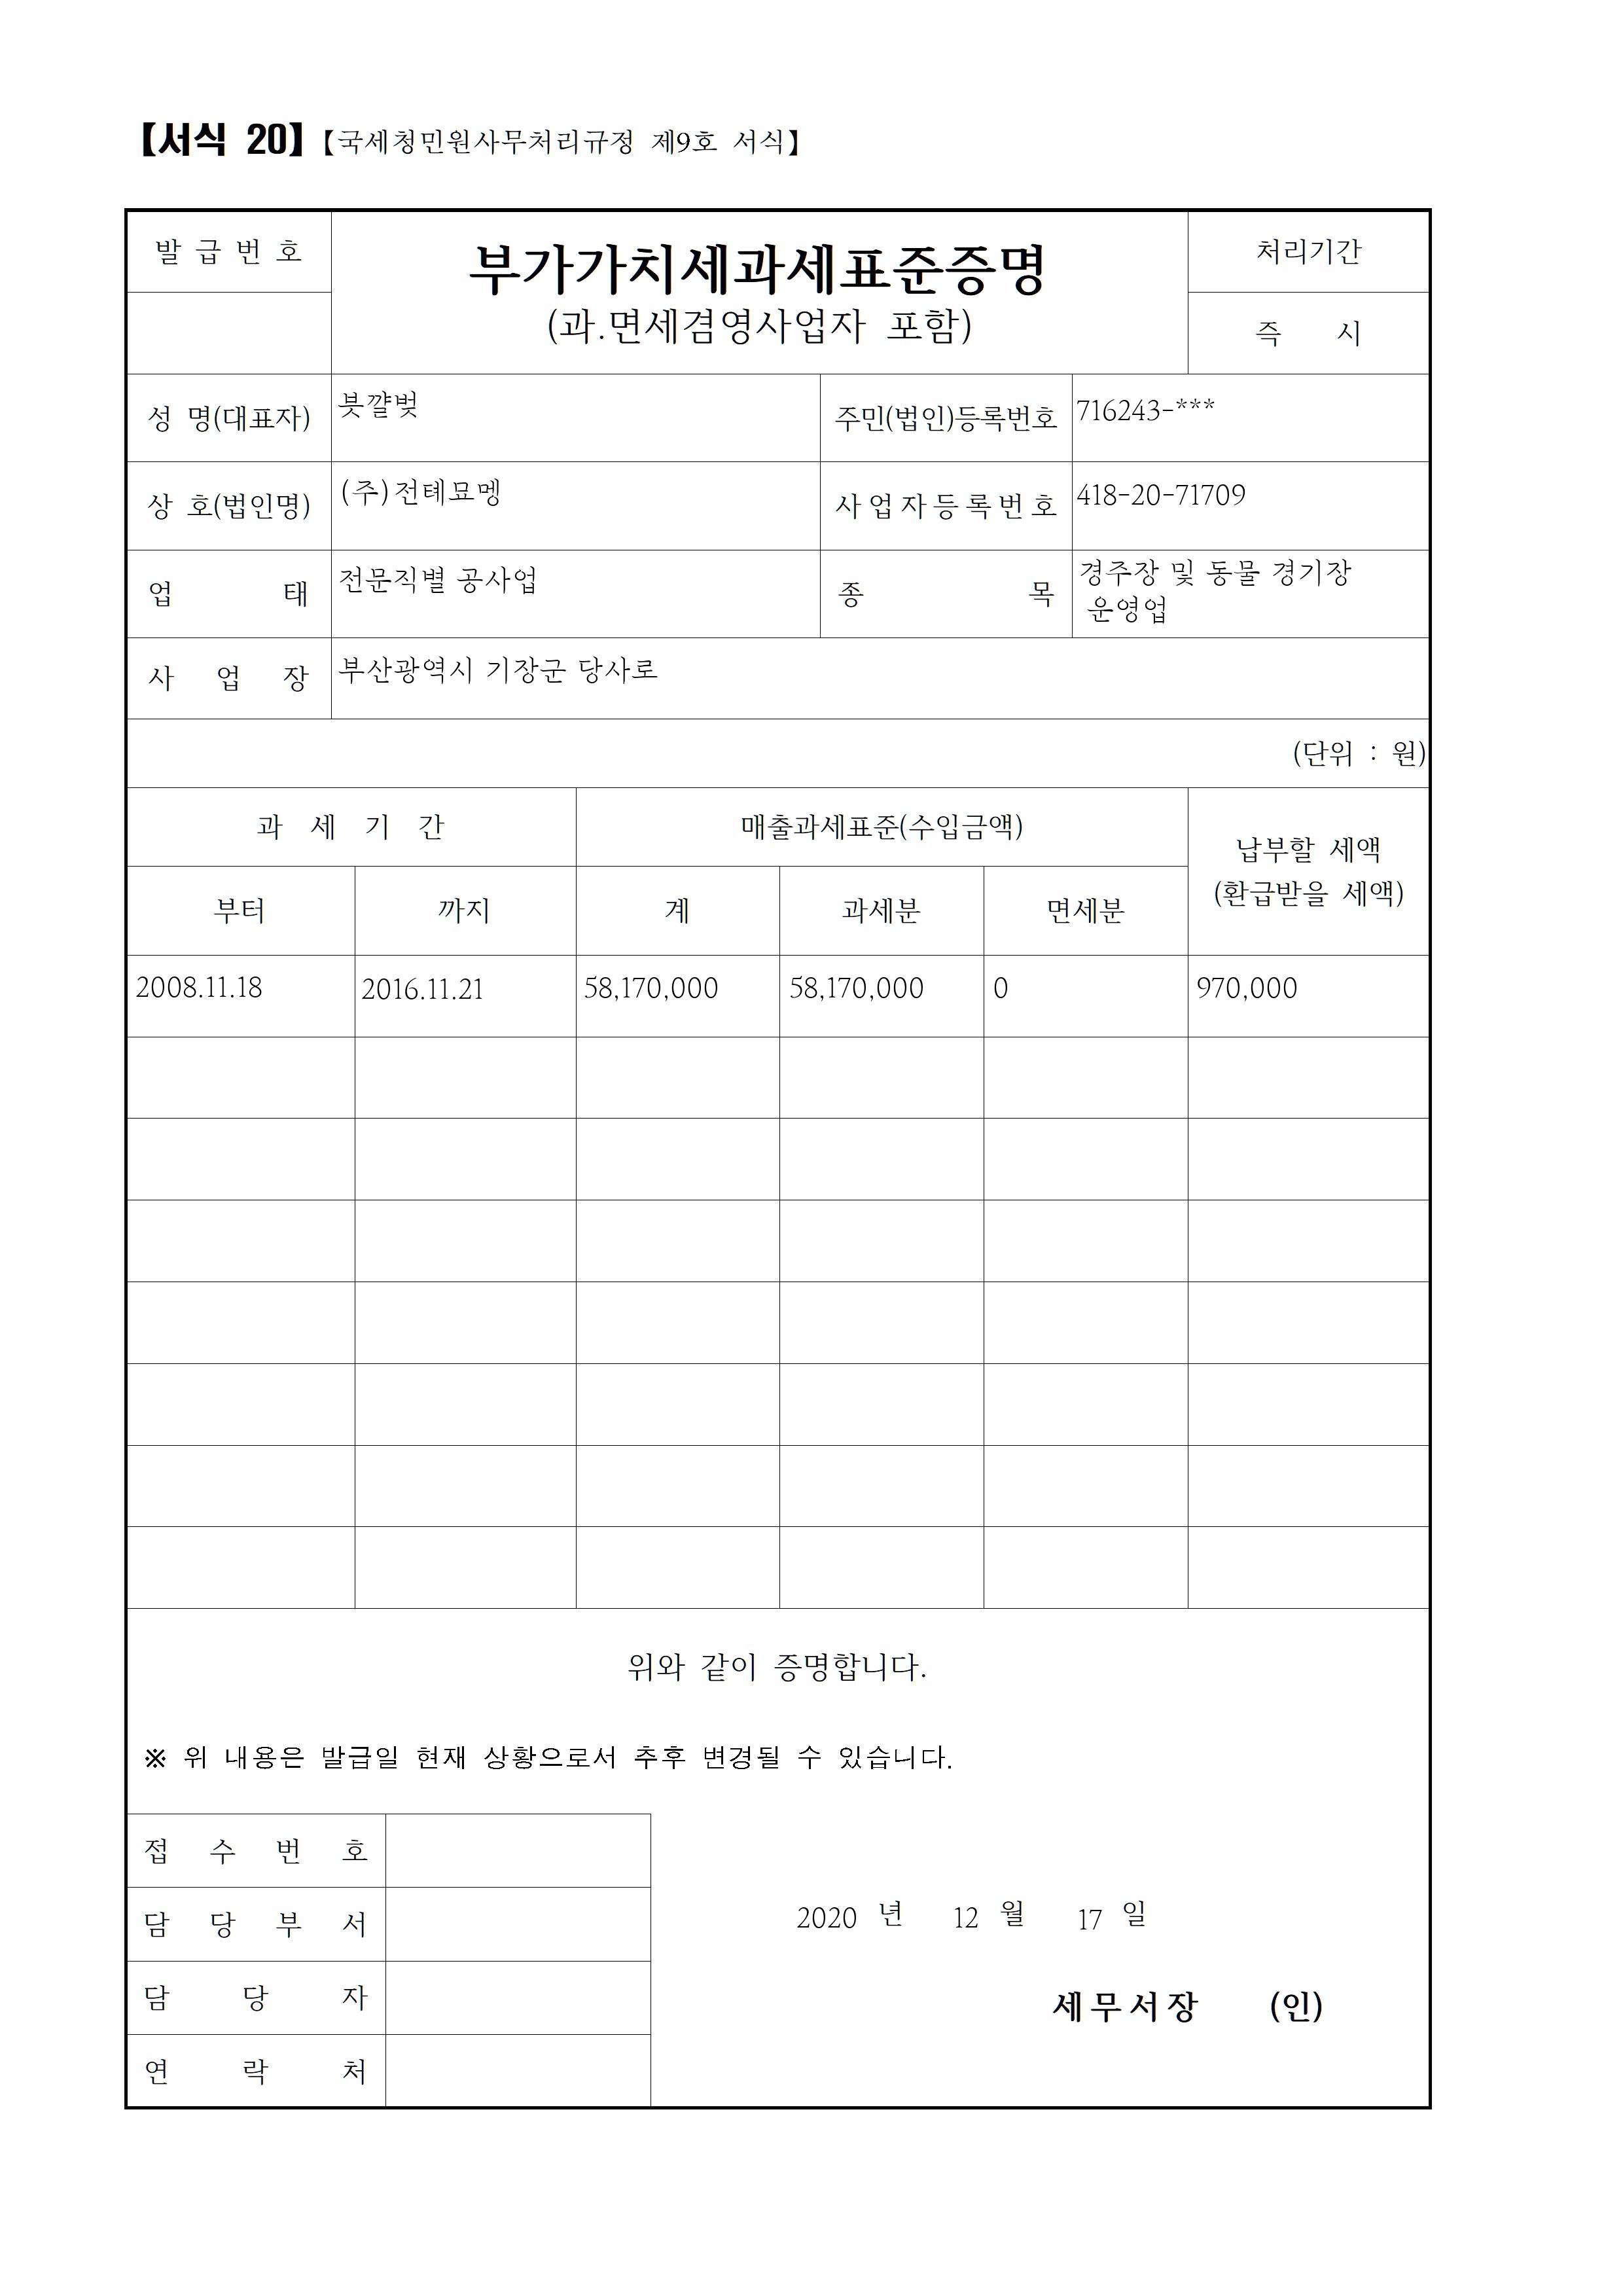 【서식 20】【국세청민원사무처리규정 제9호 서식】
발 급 번 호
부가가치세과세표준증명
(과.면세겸영사업자 포함)
처리기간
즉 시
성 명(대표자) 븟꺌벛 주민(법인)등록번호 716243-***
상 호(법인명) (주)전톄묘멩 사업자등록번호 418-20-71709
업 태 전문직별 공사업 종 목 경주장 및 동물 경기장
운영업
사 업 장 부산광역시 기장군 당사로
(단위 : 원)
과 세 기 간 매출과세표준(수입금액) 납부할 세액
(환급받을 세액)
부터 까지 계 과세분 면세분
2008.11.18 2016.11.21 58,170,000 58,170,000 0 970,000
위와 같이 증명합니다.
※ 위 내용은 발급일 현재 상황으로서 추후 변경될 수 있습니다.
접 수 번 호
담 당 부 서
2020 년 12 월 17 일
담 당 자
세무서장 (인)
연 락 처